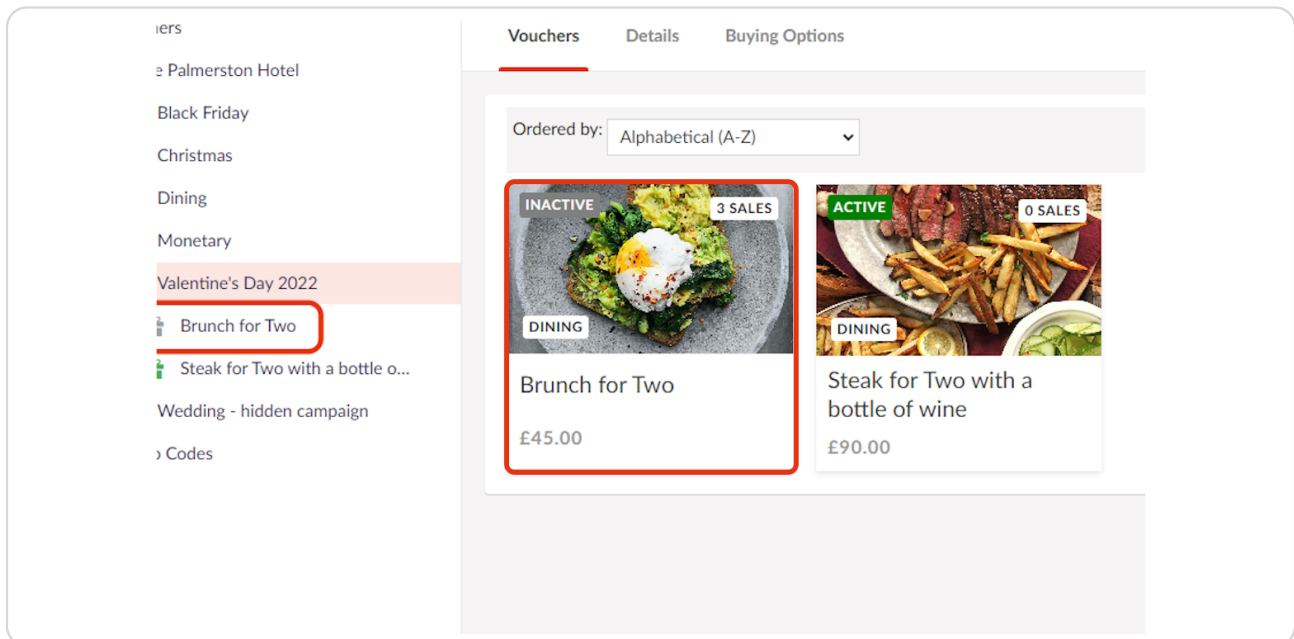 Palmerston Hotel
Black Friday
Christmas
Dining
Monetary
Valentine's Day 2022
Brunch for Two
Steak for Two with a bottle o...
Wedding - hidden campaign
Codes
Vouchers
Details
Buying Options
Ordered by:
Alphabetical (A-Z)
INACTIVE
3 SALES
DINING
Brunch for Two
£45.00
ACTIVE
0 SALES
DINING
Steak for Two with a
bottle of wine
£90.00